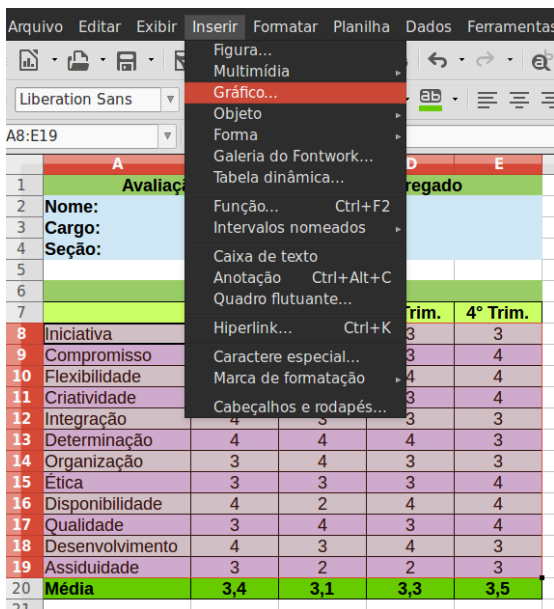 Arquivo Editar Exibir Inserir Formatar Planilha Dados Ferramentas
Figura...
Multimídia
Gráfico...
Objeto
Forma
Galeria do Fontwork...
Tabela dinâmica...
Função... Ctrl+F2
Intervalos nomeados
Caixa de texto
Anotação Ctrl+Alt+C
Quadro flutuante...
Hiperlink... Ctrl+K
Caractere especial...
Marca de formatação
Cabeçalhos e rodapés...
Liberation Sans
A8:E19
A D E
1 Avaliaç regado
2 Nome:
3 Cargo:
4 Seção:
5
6
7 Trim. 4° Trim.
8 Iniciativa 3 3
9 Compromisso 3 4
10 Flexibilidade 4 4
11 Criatividade 3 4
12 Integração 4 3 3 3
13 Determinação 4 4 4 3
14 Organização 3 4 3 3
15 Ética 3 3 3 4
16 Disponibilidade 4 2 4 4
17 Qualidade 3 4 3 4
18 Desenvolvimento 4 3 4 3
19 Assiduidade 3 2 2 3
20 Média 3,4 3,1 3,3 3,5
21